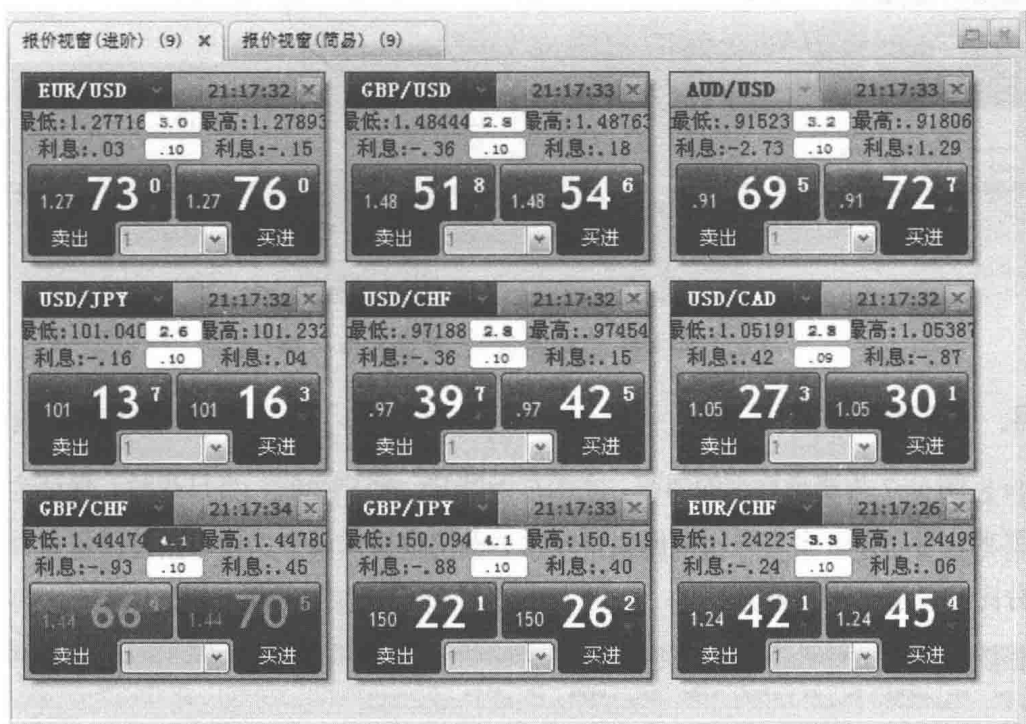 报价视窗(进阶) (9) × 报价视窗(简易) (9)
EUR/USD 21:17:32 ×
最低:1.27716 3.0 最高:1.27893
利息:.03 .10 利息:-.15
1.27 73 0 1.27 76 0
卖出 1 买进
GBP/USD 21:17:33 ×
最低:1.48444 2.8 最高:1.48763
利息:-.36 .10 利息:.18
1.48 51 8 1.48 54 6
卖出 1 买进
AUD/USD 21:17:33 ×
最低:.91523 3.2 最高:.91806
利息:-2.73 .10 利息:1.29
.91 69 5 .91 72 7
卖出 1 买进
USD/JPY 21:17:32 ×
最低:101.040 2.6 最高:101.232
利息:-.16 .10 利息:.04
101 13 7 101 16 3
卖出 1 买进
USD/CHF 21:17:32 ×
最低:.97188 2.8 最高:.97454
利息:-.36 .10 利息:.15
.97 39 7 .97 42 5
卖出 1 买进
USD/CAD 21:17:32 ×
最低:1.05191 2.8 最高:1.05387
利息:.42 .09 利息:-.87
1.05 27 3 1.05 30 1
卖出 1 买进
GBP/CHF 21:17:34 ×
最低:1.44474 4.1 最高:1.44780
利息:-.93 .10 利息:.45
1.44 66 4 1.44 70 5
卖出 1 买进
GBP/JPY 21:17:33 ×
最低:150.094 4.1 最高:150.519
利息:-.88 .10 利息:.40
150 22 1 150 26 2
卖出 1 买进
EUR/CHF 21:17:26 ×
最低:1.24223 3.3 最高:1.24498
利息:-.24 .10 利息:.06
1.24 42 1 1.24 45 4
卖出 1 买进